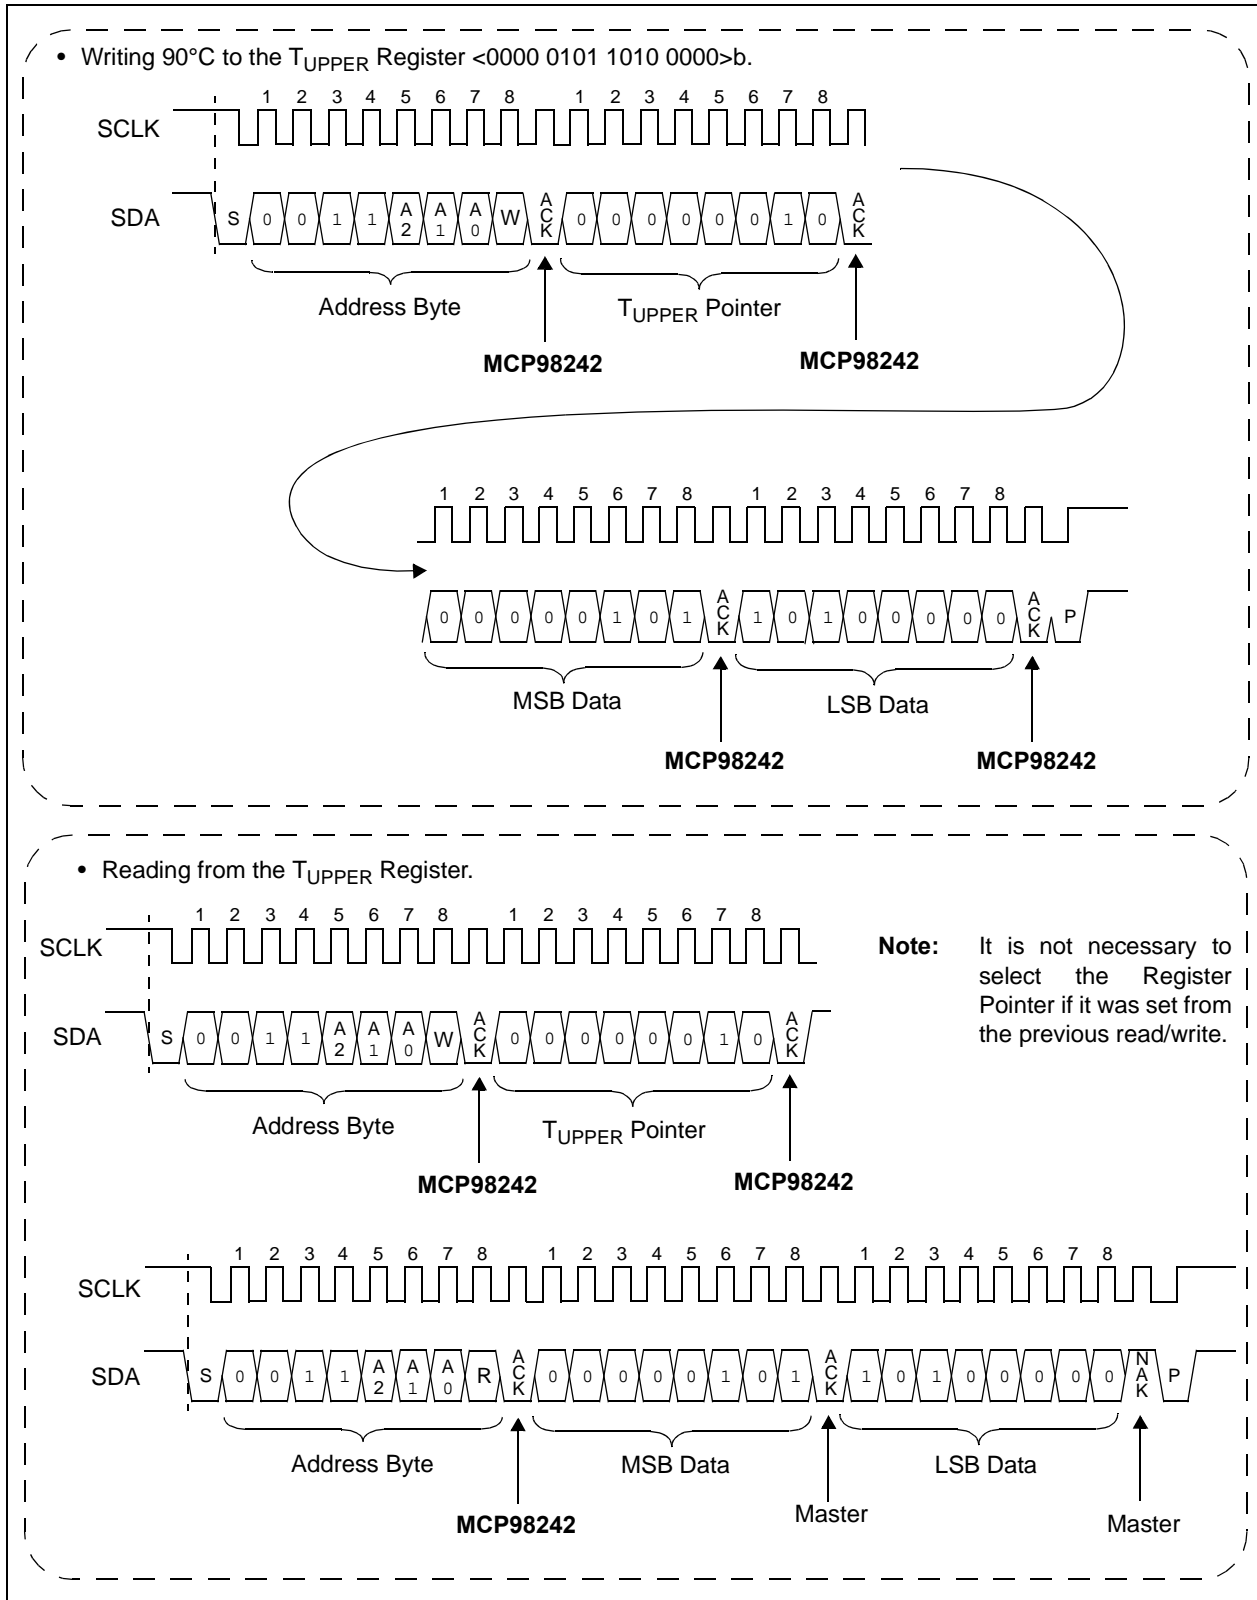 • Writing 90°C to the TUPPER Register <0000 0101 1010 0000>b.
1 2 3 4 5 6 7 8 1 2 3 4 5 6 7 8
SCLK
SDA S 0 0 1 1 A2 A1 A0 W ACK 0 0 0 0 0 0 1 0 ACK
Address Byte TUPPER Pointer
MCP98242 MCP98242
1 2 3 4 5 6 7 8 1 2 3 4 5 6 7 8
0 0 0 0 0 1 0 1 ACK 1 0 1 0 0 0 0 0 ACK P
MSB Data LSB Data
MCP98242 MCP98242
• Reading from the TUPPER Register.
1 2 3 4 5 6 7 8 1 2 3 4 5 6 7 8
SCLK
SDA S 0 0 1 1 A2 A1 A0 W ACK 0 0 0 0 0 0 1 0 ACK
Address Byte TUPPER Pointer
MCP98242 MCP98242
Note: It is not necessary to
select the Register
Pointer if it was set from
the previous read/write.
1 2 3 4 5 6 7 8 1 2 3 4 5 6 7 8 1 2 3 4 5 6 7 8
SCLK
SDA S 0 0 1 1 A2 A1 A0 R ACK 0 0 0 0 0 1 0 1 ACK 1 0 1 0 0 0 0 0 NAK P
Address Byte MSB Data LSB Data
MCP98242 Master Master